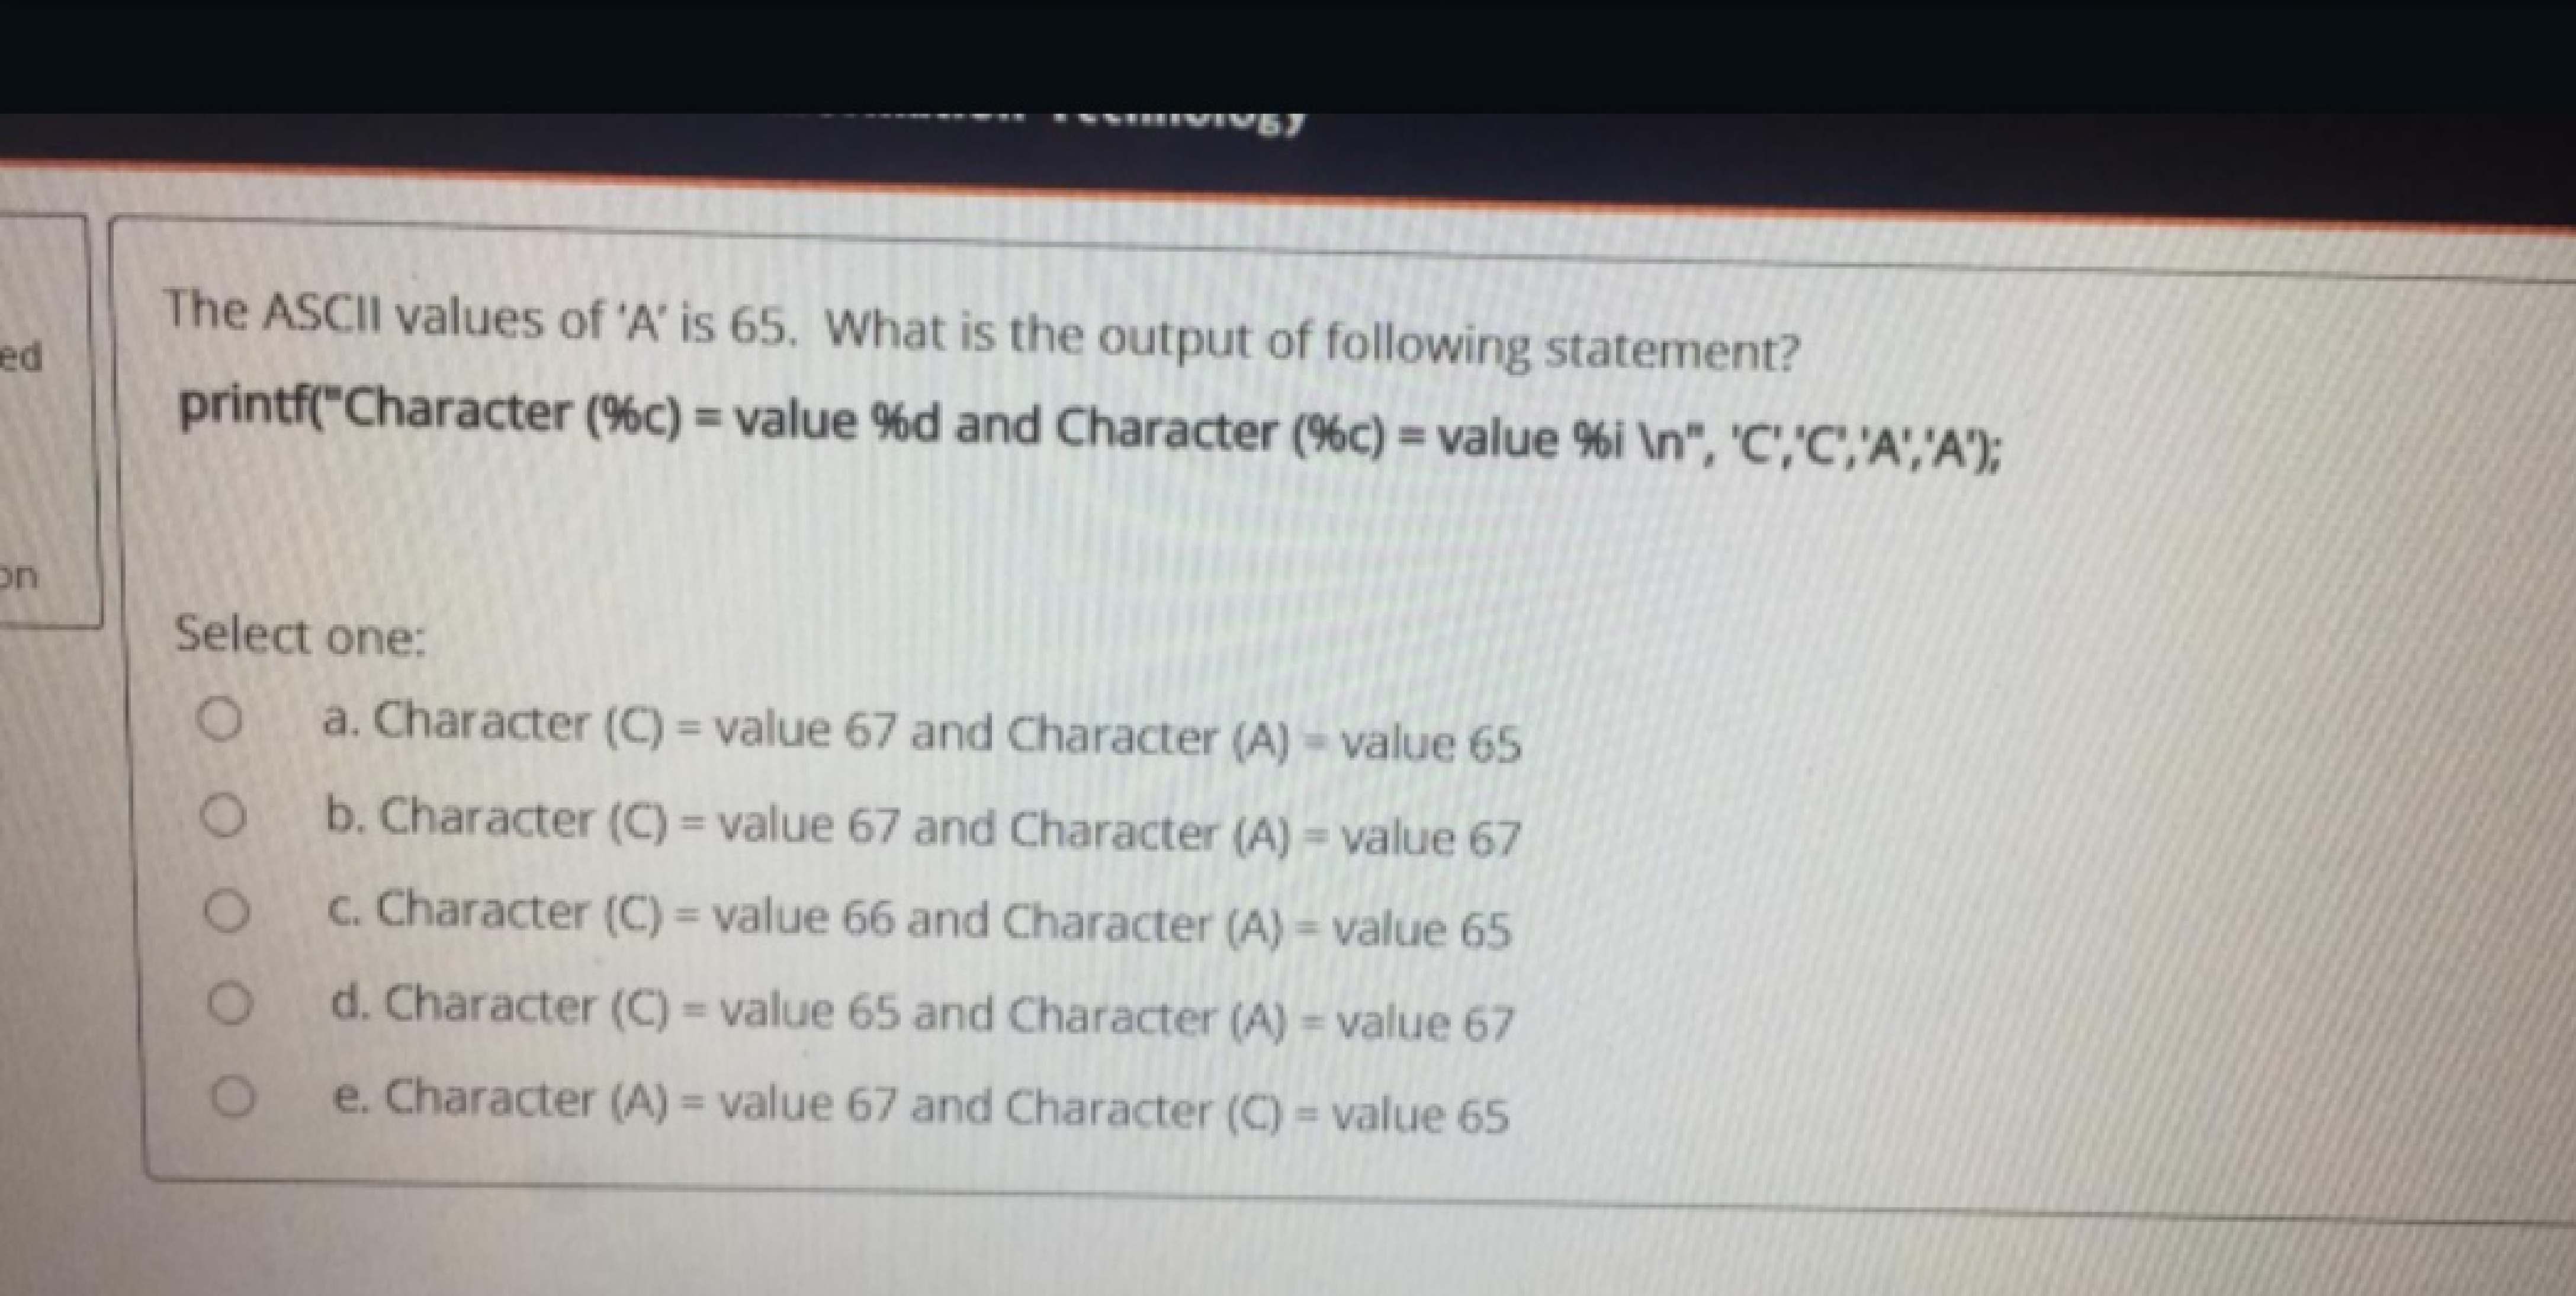 Technology
ed
on
The ASCII values of 'A' is 65. What is the output of following statement?
printf("Character (%c) = value %d and Character (%c) = value %i \n", 'C','C','A','A');
Select one:
a. Character (C) = value 67 and Character (A) = value 65
b. Character (C) = value 67 and Character (A) = value 67
c. Character (C) = value 66 and Character (A) = value 65
d. Character (C) = value 65 and Character (A) = value 67
e. Character (A) = value 67 and Character (C) = value 65